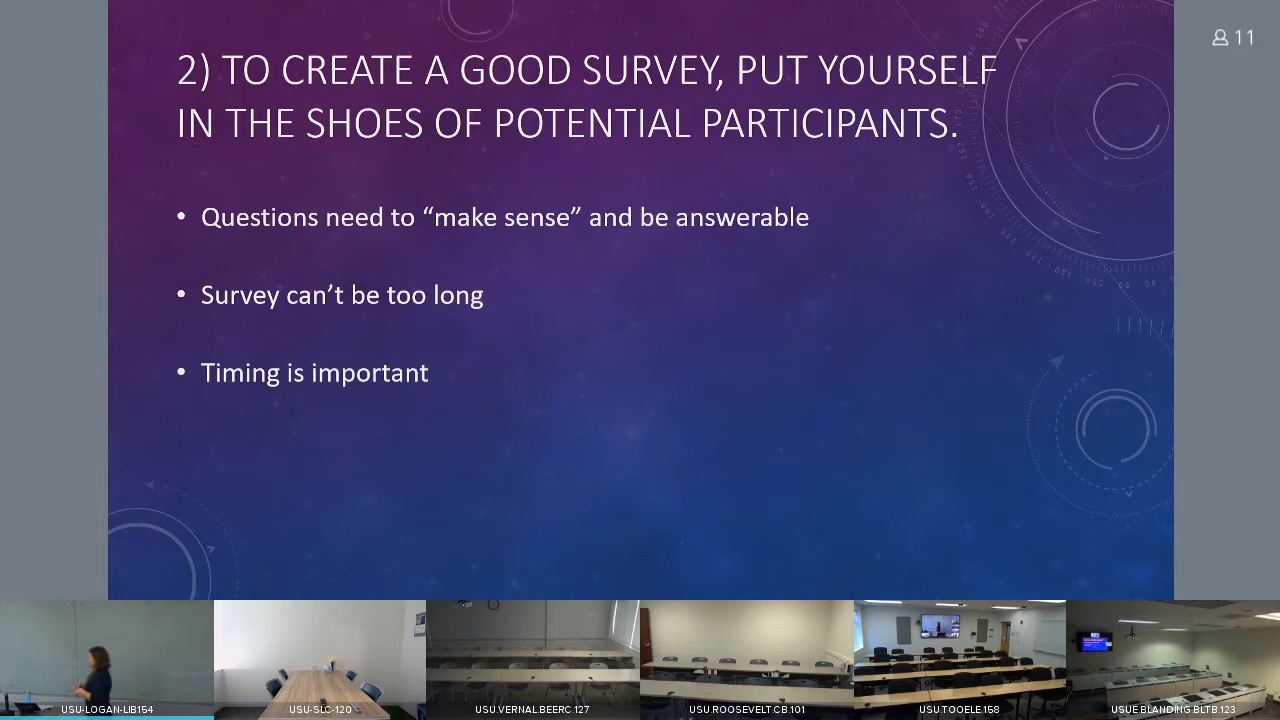 2) TO CREATE A GOOD SURVEY, PUT YOURSELF
IN THE SHOES OF POTENTIAL PARTICIPANTS.
• Questions need to “make sense” and be answerable
• Survey can’t be too long
• Timing is important
11
USU-LOGAN-LIB154
USU-SLC-120
USU VERNAL BEERC 127
USU ROOSEVELT CB 101
USU TOOELE 158
USUE BLANDING BLTB 123